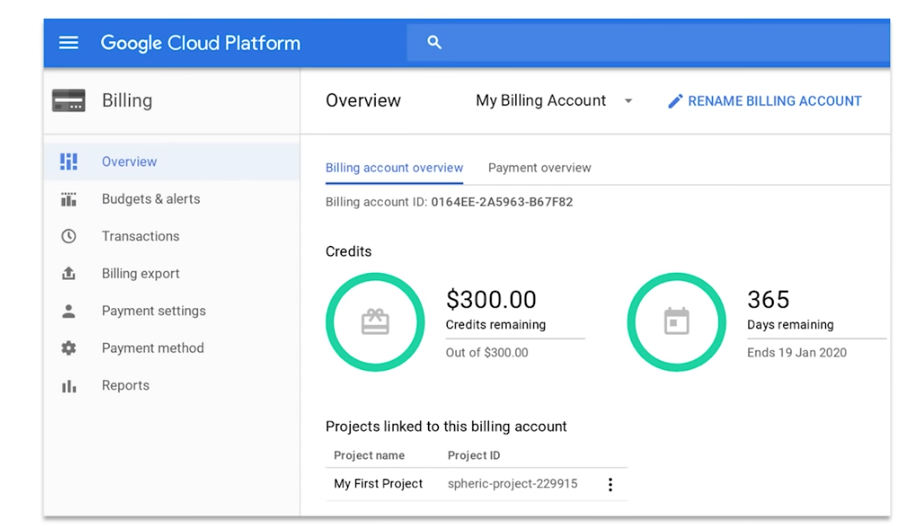 Google Cloud Platform
Billing
Overview
My Billing Account
RENAME BILLING ACCOUNT
Overview
Budgets & alerts
Transactions
Billing export
Payment settings
Payment method
Reports
Billing account overview
Payment overview
Billing account ID: 0164EE-2A5963-B67F82
Credits
$300.00
Credits remaining
Out of $300.00
365
Days remaining
Ends 19 Jan 2020
Projects linked to this billing account
Project name
Project ID
My First Project
spheric-project-229915